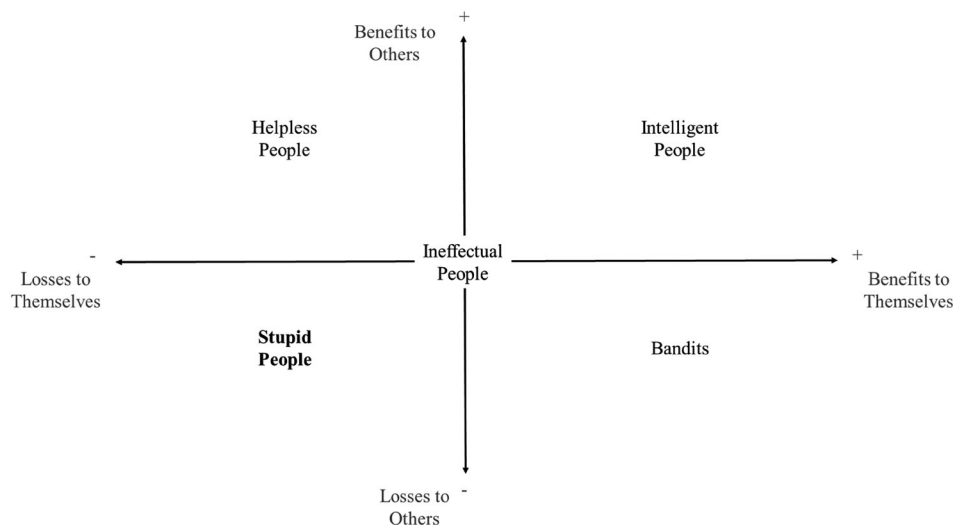 +
Benefits to
Others
Helpless
People
Intelligent
People
-
Losses to
Themselves
Ineffectual
People
+
Benefits to
Themselves
Stupid
People
Bandits
-
Losses to
Others